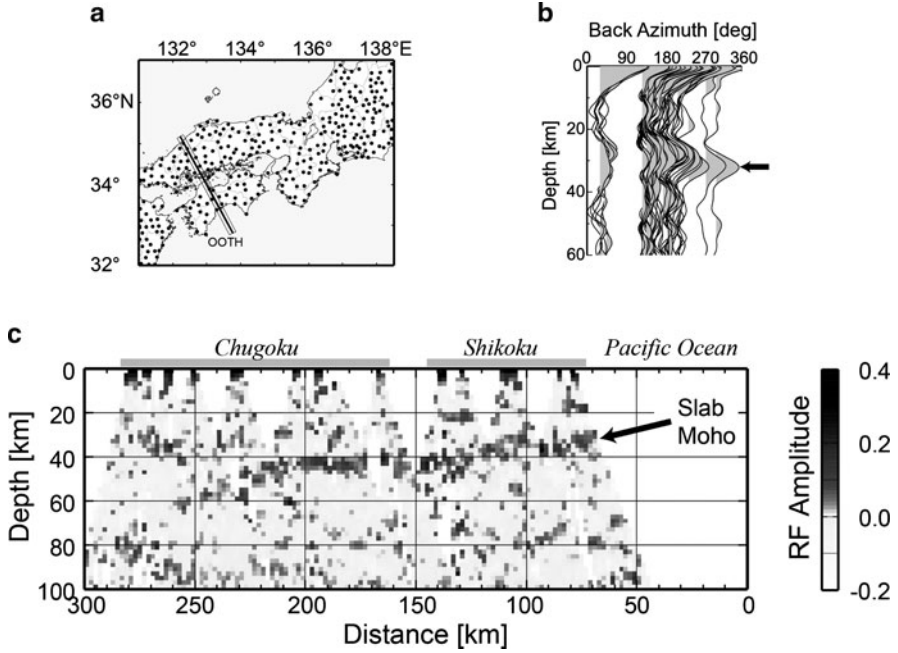 a
132° 134° 136° 138°E
36°N
34°
32°
OOTH
b
Back Azimuth [deg]
0 90 180 270 360
Depth [km]
0
20
40
60
c
Chugoku Shikoku Pacific Ocean
Depth [km]
0
20
40
60
80
100
Slab
Moho
300 250 200 150 100 50 0
Distance [km]
RF Amplitude
0.4
0.2
0.0
-0.2